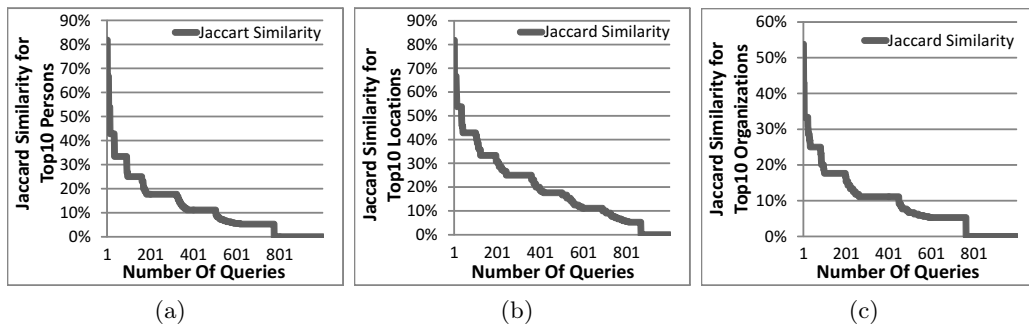 Jaccard Similarity for
Top10 Persons
90%
80%
70%
60%
50%
40%
30%
20%
10%
0%
Jaccart Similarity
1 201 401 601 801
Number Of Queries
(a)
Jaccard Similarity for
Top10 Locations
90%
80%
70%
60%
50%
40%
30%
20%
10%
0%
Jaccard Similarity
1 201 401 601 801
Number Of Queries
(b)
Jaccard Similarity for
Top10 Organizations
60%
50%
40%
30%
20%
10%
0%
Jaccard Similarity
1 201 401 601 801
Number Of Queries
(c)